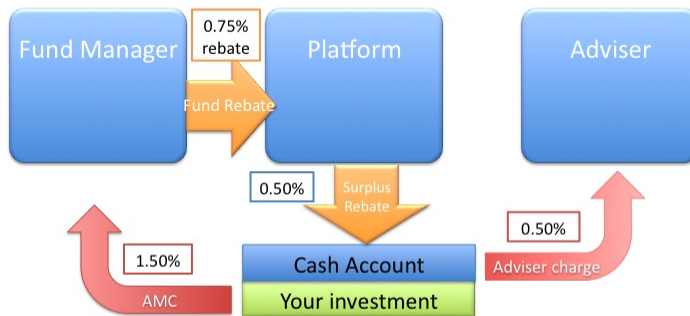 Fund Manager
0.75%
rebate
Fund Rebate
Platform
Adviser
0.50%
Surplus
Rebate
1.50%
AMC
Cash Account
Your investment
0.50%
Adviser charge